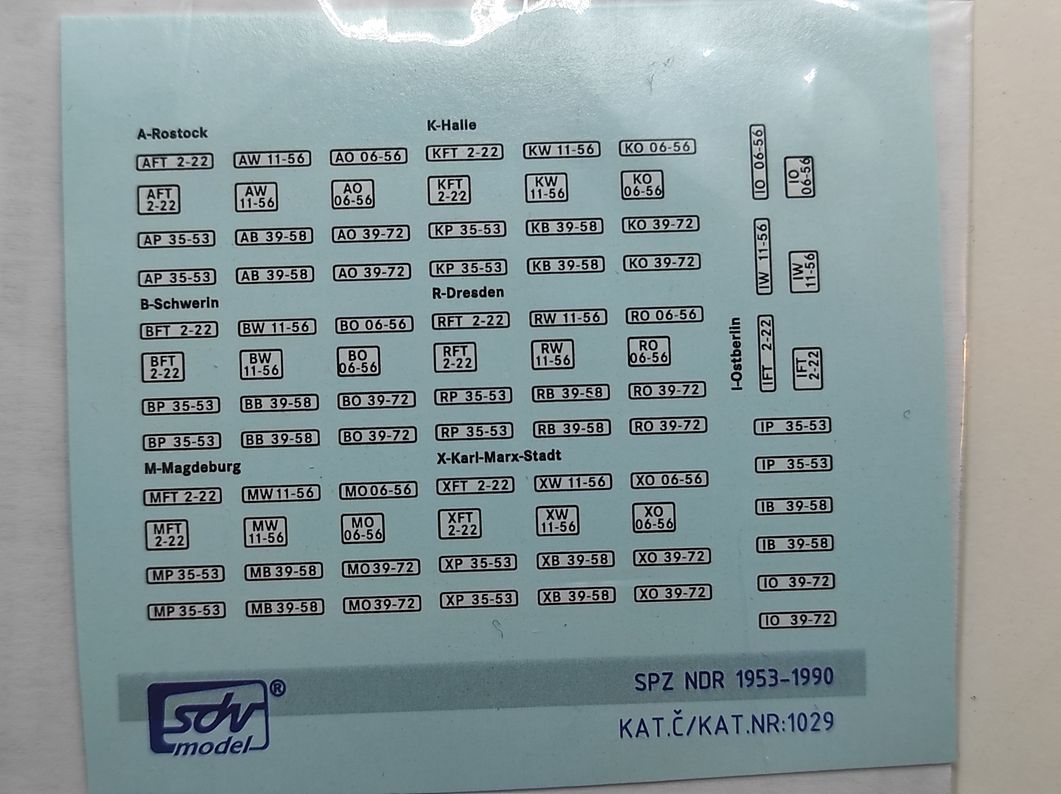 A-Rostock
AFT 2-22 AW 11-56 AO 06-56
AFT
2-22
AW
11-56
AO
06-56
AP 35-53 AB 39-58 AO 39-72
AP 35-53 AB 39-58 AO 39-72
B-Schwerin
BFT 2-22 BW 11-56 BO 06-56
BFT
2-22
BW
11-56
BO
06-56
BP 35-53 BB 39-58 BO 39-72
BP 35-53 BB 39-58 BO 39-72
M-Magdeburg
MFT 2-22 MW 11-56 MO 06-56
MFT
2-22
MW
11-56
MO
06-56
MP 35-53 MB 39-58 MO 39-72
MP 35-53 MB 39-58 MO 39-72
K-Halle
KFT 2-22 KW 11-56 KO 06-56
KFT
2-22
KW
11-56
KO
06-56
KP 35-53 KB 39-58 KO 39-72
KP 35-53 KB 39-58 KO 39-72
R-Dresden
RFT 2-22 RW 11-56 RO 06-56
RFT
2-22
RW
11-56
RO
06-56
RP 35-53 RB 39-58 RO 39-72
RP 35-53 RB 39-58 RO 39-72
X-Karl-Marx-Stadt
XFT 2-22 XW 11-56 XO 06-56
XFT
2-22
XW
11-56
XO
06-56
XP 35-53 XB 39-58 XO 39-72
XP 35-53 XB 39-58 XO 39-72
I-Ostberlin
IO 06-56
IO
06-56
IW 11-56
IW
11-56
IFT 2-22
IFT
2-22
IP 35-53
IP 35-53
IB 39-58
IB 39-58
IO 39-72
IO 39-72
sdv
model
®
SPZ NDR 1953-1990
KAT.Č/KAT.NR:1029